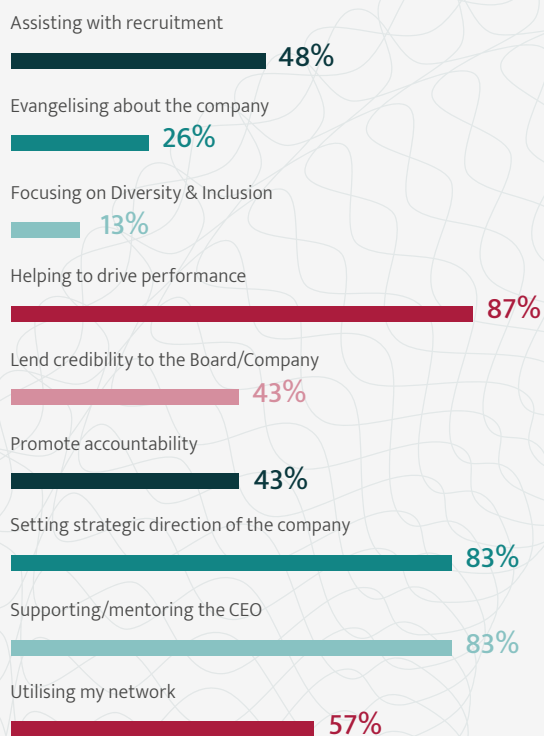 Assisting with recruitment
48%
Evangelising about the company
26%
Focusing on Diversity & Inclusion
13%
Helping to drive performance
87%
Lend credibility to the Board/Company
43%
Promote accountability
43%
Setting strategic direction of the company
83%
Supporting/mentoring the CEO
83%
Utilising my network
57%